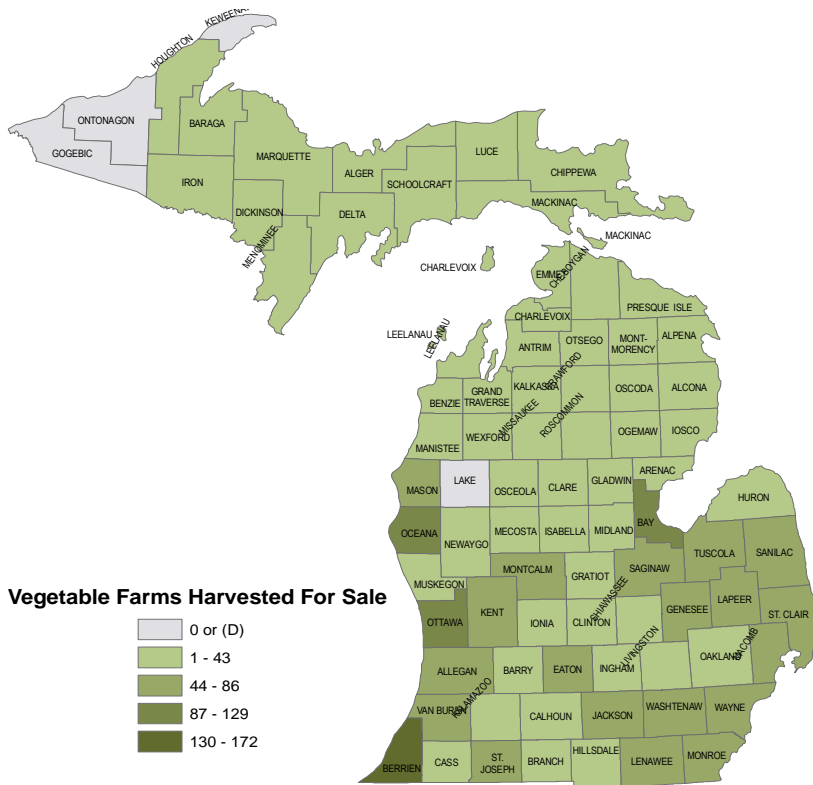 KEWEENA
HOUGHTON
ONTONAGON
BARAGA
GOGEBIC
MARQUETTE
LUCE
ALGER
CHIPPEWA
SCHOOLCRAFT
IRON
MACKINAC
DICKINSON
DELTA
MENOMINEE
MACKINAC
CHARLEVOIX
EMMET
CHEBOYGAN
PRESQUE ISLE
CHARLEVOIX
LEELANAU
LEELANAU
ANTRIM
OTSEGO
MONT-
MORENCY
ALPENA
KALKASKA
CRAWFORD
OSCODA
ALCONA
BENZIE
GRAND
TRAVERSE
MISSAUKEE
ROSCOMMON
MANISTEE
WEXFORD
OGEMAW
IOSCO
ARENAC
MASON
LAKE
OSCEOLA
CLARE
GLADWIN
HURON
OCEANA
NEWAYGO
MECOSTA
ISABELLA
MIDLAND
BAY
TUSCOLA
SANILAC
MUSKEGON
MONTCALM
GRATIOT
SAGINAW
Vegetable Farms Harvested For Sale
0 or (D)
1 - 43
44 - 86
87 - 129
130 - 172
OTTAWA
KENT
IONIA
CLINTON
SHIAWASSEE
GENESEE
LAPEER
ST. CLAIR
ALLEGAN
BARRY
EATON
INGHAM
LIVINGSTON
OAKLAND
MACOMB
VAN BUREN
KALAMAZOO
CALHOUN
JACKSON
WASHTENAW
WAYNE
BERRIEN
CASS
ST.
JOSEPH
BRANCH
HILLSDALE
LENAWEE
MONROE